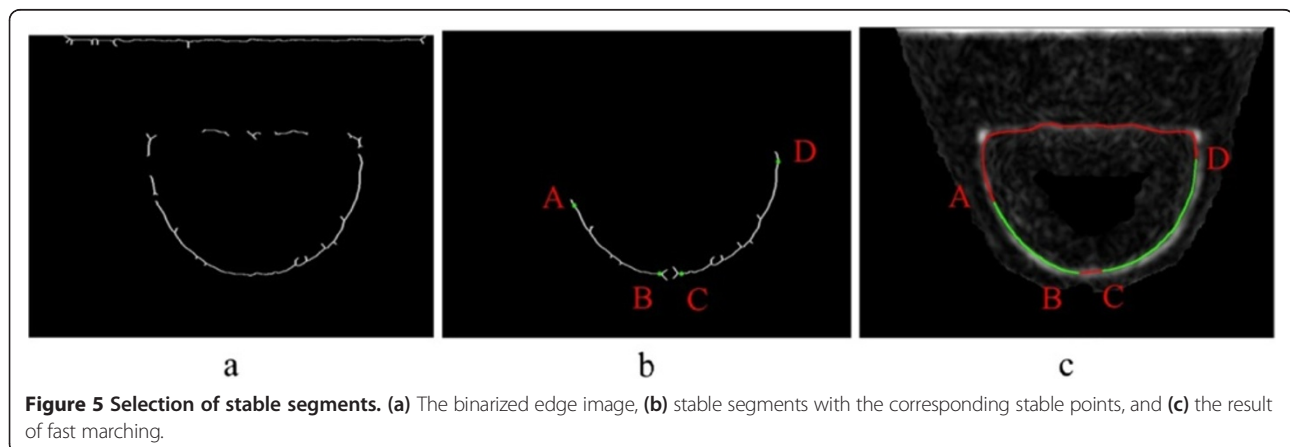 A
B
C
D
A
B
C
D
a
b
c
Figure 5 Selection of stable segments. (a) The binarized edge image, (b) stable segments with the corresponding stable points, and (c) the result
of fast marching.